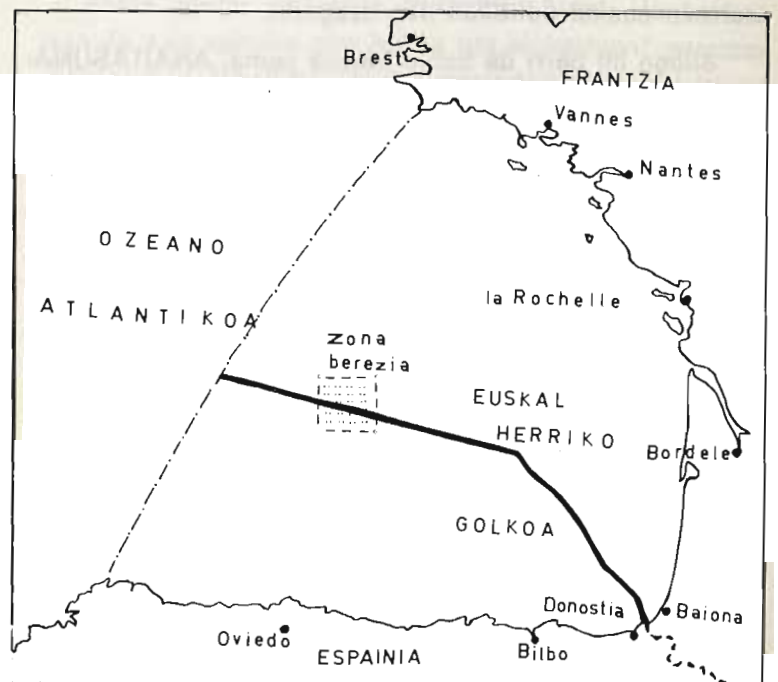 Brest
FRANTZIA
Vannes
Nantes
OZEANO
ATLANTIKOA
la Rochelle
Zona
berezia
EUSKAL
HERRIKO
Bordele
GOLKOA
Donostia
Baiona
Oviedo
Bilbo
ESPAINIA